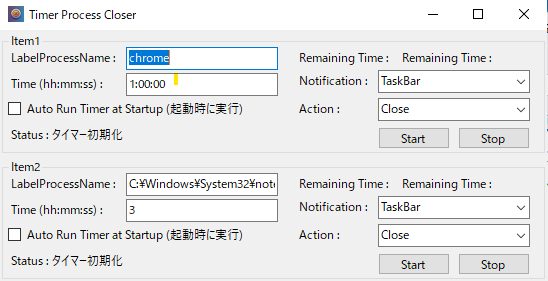 Timer Process Closer
Item1
LabelProcessName : chrome Remaining Time : Remaining Time :
Time (hh:mm:ss) : 1:00:00 Notification : TaskBar
Auto Run Timer at Startup (起動時に実行) Action : Close
Status : タイマー初期化 Start Stop
Item2
LabelProcessName : C:¥Windows¥System32¥note Remaining Time : Remaining Time :
Time (hh:mm:ss) : 3 Notification : TaskBar
Auto Run Timer at Startup (起動時に実行) Action : Close
Status : タイマー初期化 Start Stop